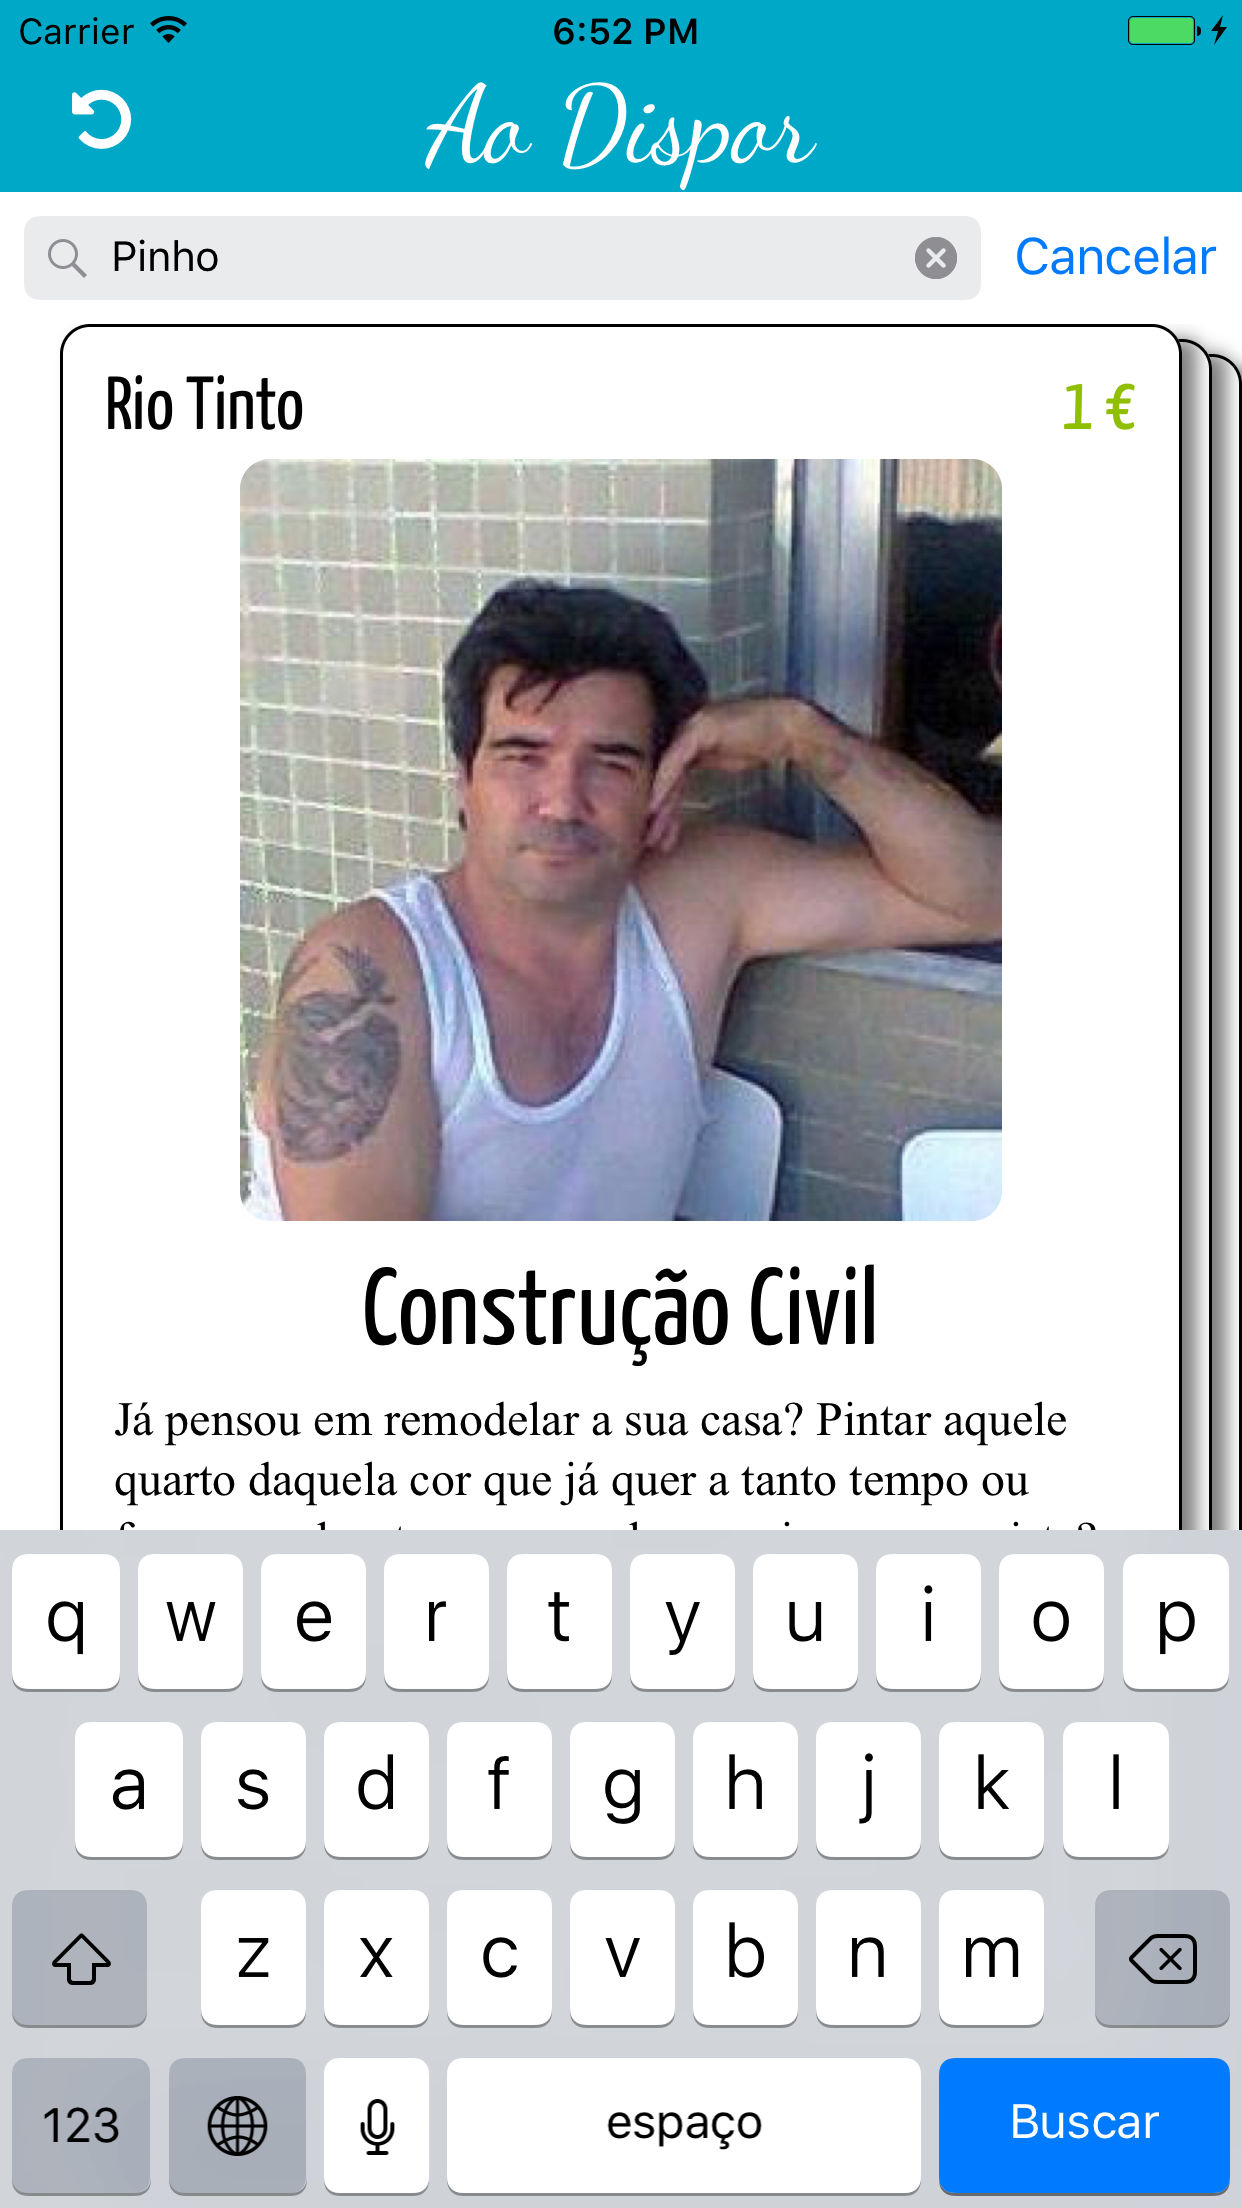 Carrier 6:52 PM
Ao Dispor
Pinho Cancelar
Rio Tinto 1 €
Construção Civil
Já pensou em remodelar a sua casa? Pintar aquele
quarto daquela cor que já quer a tanto tempo ou
q w e r t y u i o p
a s d f g h j k l
z x c v b n m
123 espaço Buscar